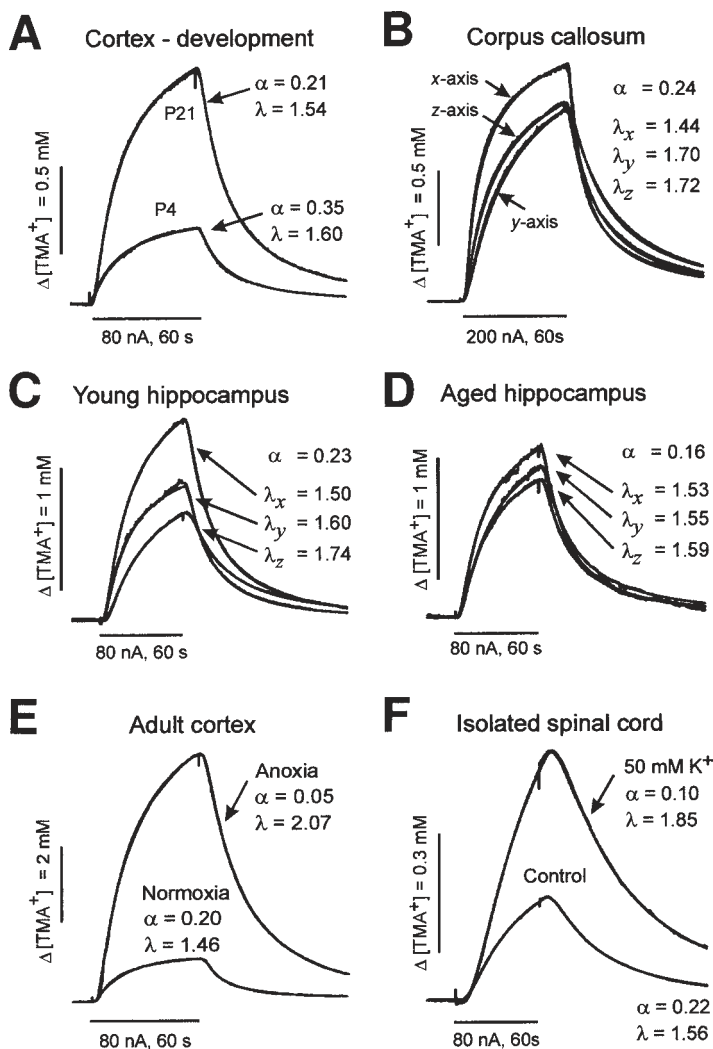 A
Cortex - development
Δ [TMA⁺] = 0.5 mM
P21
α = 0.21
λ = 1.54
P4
α = 0.35
λ = 1.60
80 nA, 60 s
B
Corpus callosum
Δ [TMA⁺] = 0.5 mM
x-axis
z-axis
y-axis
α = 0.24
λx = 1.44
λy = 1.70
λz = 1.72
200 nA, 60s
C
Young hippocampus
Δ [TMA⁺] = 1 mM
α = 0.23
λx = 1.50
λy = 1.60
λz = 1.74
80 nA, 60 s
D
Aged hippocampus
Δ [TMA⁺] = 1 mM
α = 0.16
λx = 1.53
λy = 1.55
λz = 1.59
80 nA, 60 s
E
Adult cortex
Δ [TMA⁺] = 2 mM
Anoxia
α = 0.05
λ = 2.07
Normoxia
α = 0.20
λ = 1.46
80 nA, 60 s
F
Isolated spinal cord
Δ [TMA⁺] = 0.3 mM
50 mM K⁺
α = 0.10
λ = 1.85
Control
α = 0.22
λ = 1.56
80 nA, 60s